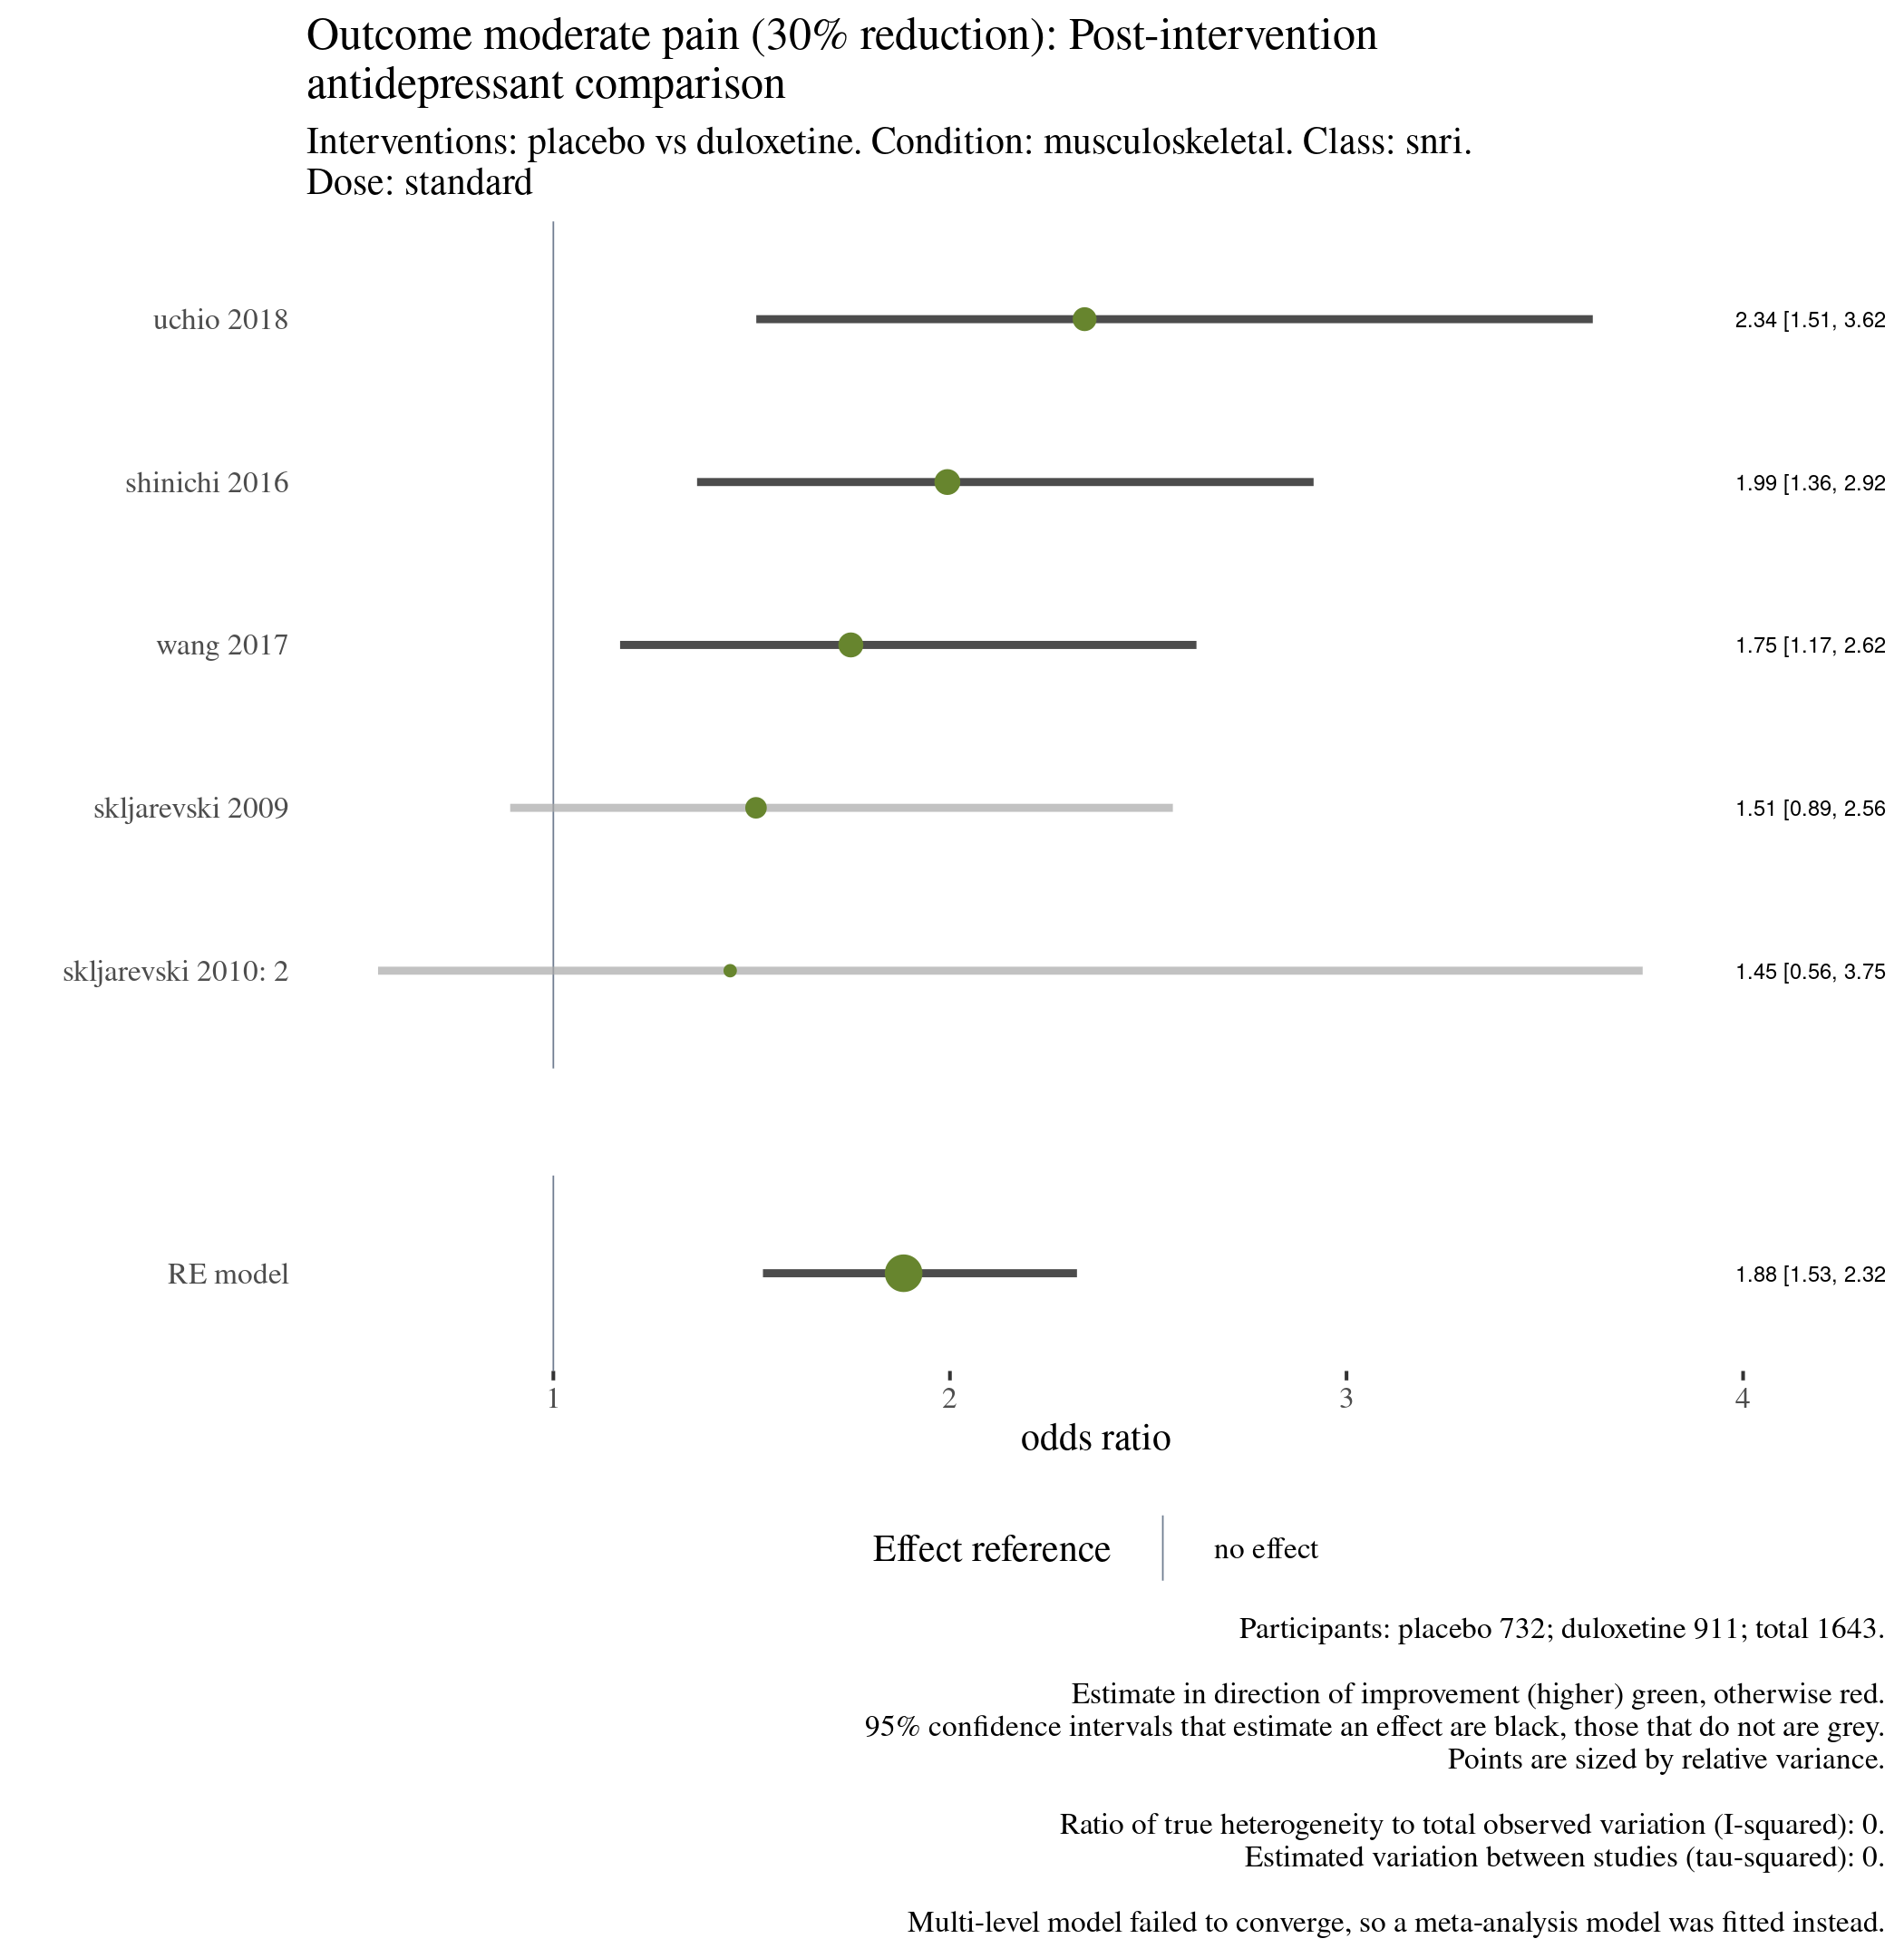 Outcome moderate pain (30% reduction): Post-intervention
antidepressant comparison
Interventions: placebo vs duloxetine. Condition: musculoskeletal. Class: snri.
Dose: standard
uchio 2018 2.34 [1.51, 3.62
shinichi 2016 1.99 [1.36, 2.92
wang 2017 1.75 [1.17, 2.62
skljarevski 2009 1.51 [0.89, 2.56
skljarevski 2010: 2 1.45 [0.56, 3.75
RE model 1.88 [1.53, 2.32
1 2 3 4
odds ratio
Effect reference no effect
Participants: placebo 732; duloxetine 911; total 1643.
Estimate in direction of improvement (higher) green, otherwise red.
95% confidence intervals that estimate an effect are black, those that do not are grey.
Points are sized by relative variance.
Ratio of true heterogeneity to total observed variation (I-squared): 0.
Estimated variation between studies (tau-squared): 0.
Multi-level model failed to converge, so a meta-analysis model was fitted instead.